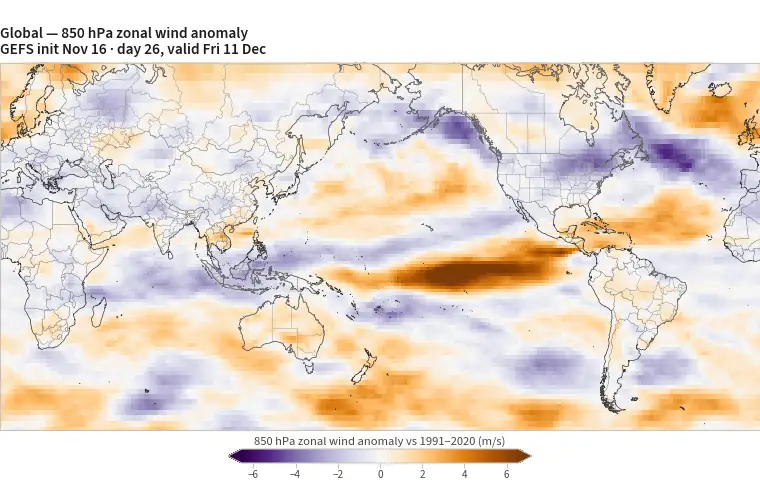 Global — 850 hPa zonal wind anomaly
GEFS init Nov 16 · day 26, valid Fri 11 Dec
850 hPa zonal wind anomaly vs 1991–2020 (m/s)
−6 −4 −2 0 2 4 6